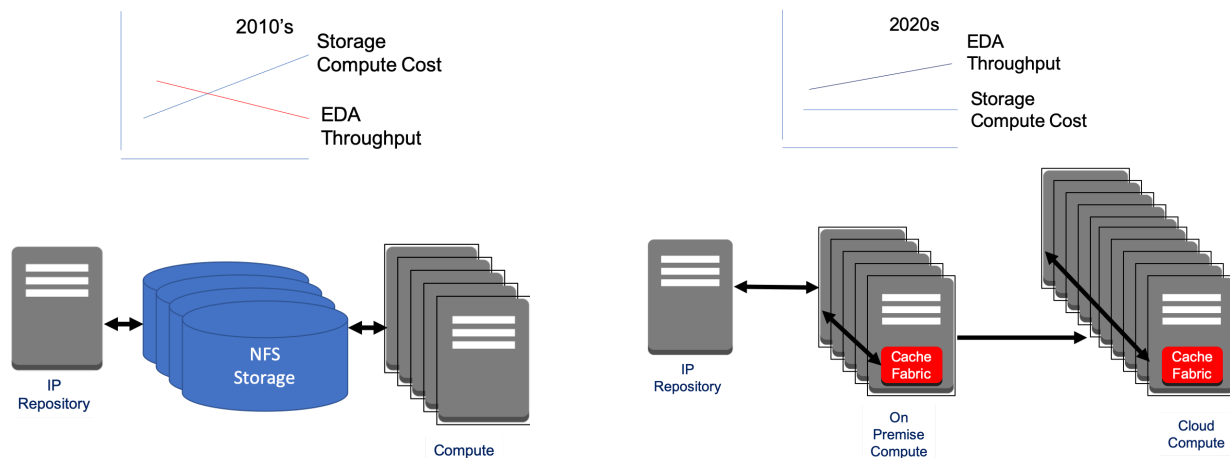 2010's
Storage
Compute Cost
EDA
Throughput
NFS
Storage
IP
Repository
Compute
2020s
EDA
Throughput
Storage
Compute Cost
IP
Repository
Cache
Fabric
On
Premise
Compute
Cache
Fabric
Cloud
Compute